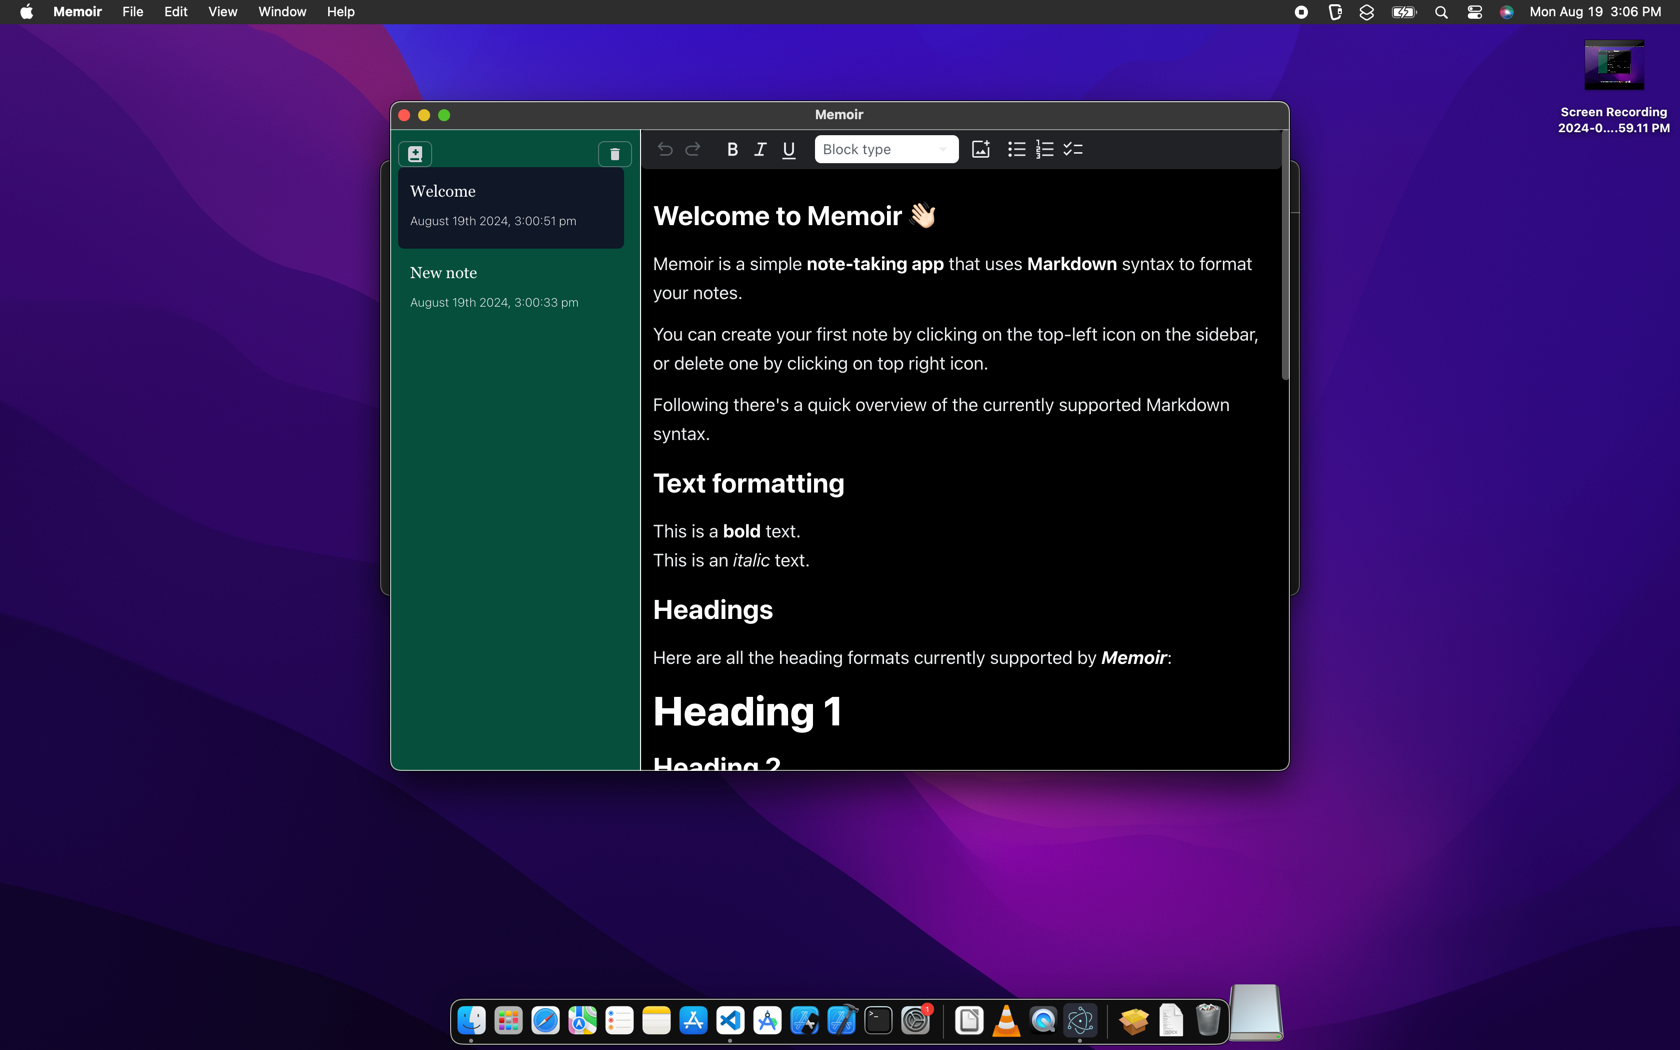 Memoir File Edit View Window Help Mon Aug 19 3:06 PM
Screen Recording
2024-0....59.11 PM
Memoir
B I U Block type
Welcome
August 19th 2024, 3:00:51 pm
New note
August 19th 2024, 3:00:33 pm
Welcome to Memoir 👋🏻
Memoir is a simple note-taking app that uses Markdown syntax to format
your notes.
You can create your first note by clicking on the top-left icon on the sidebar,
or delete one by clicking on top right icon.
Following there's a quick overview of the currently supported Markdown
syntax.
Text formatting
This is a bold text.
This is an italic text.
Headings
Here are all the heading formats currently supported by Memoir:
Heading 1
Heading 2
1